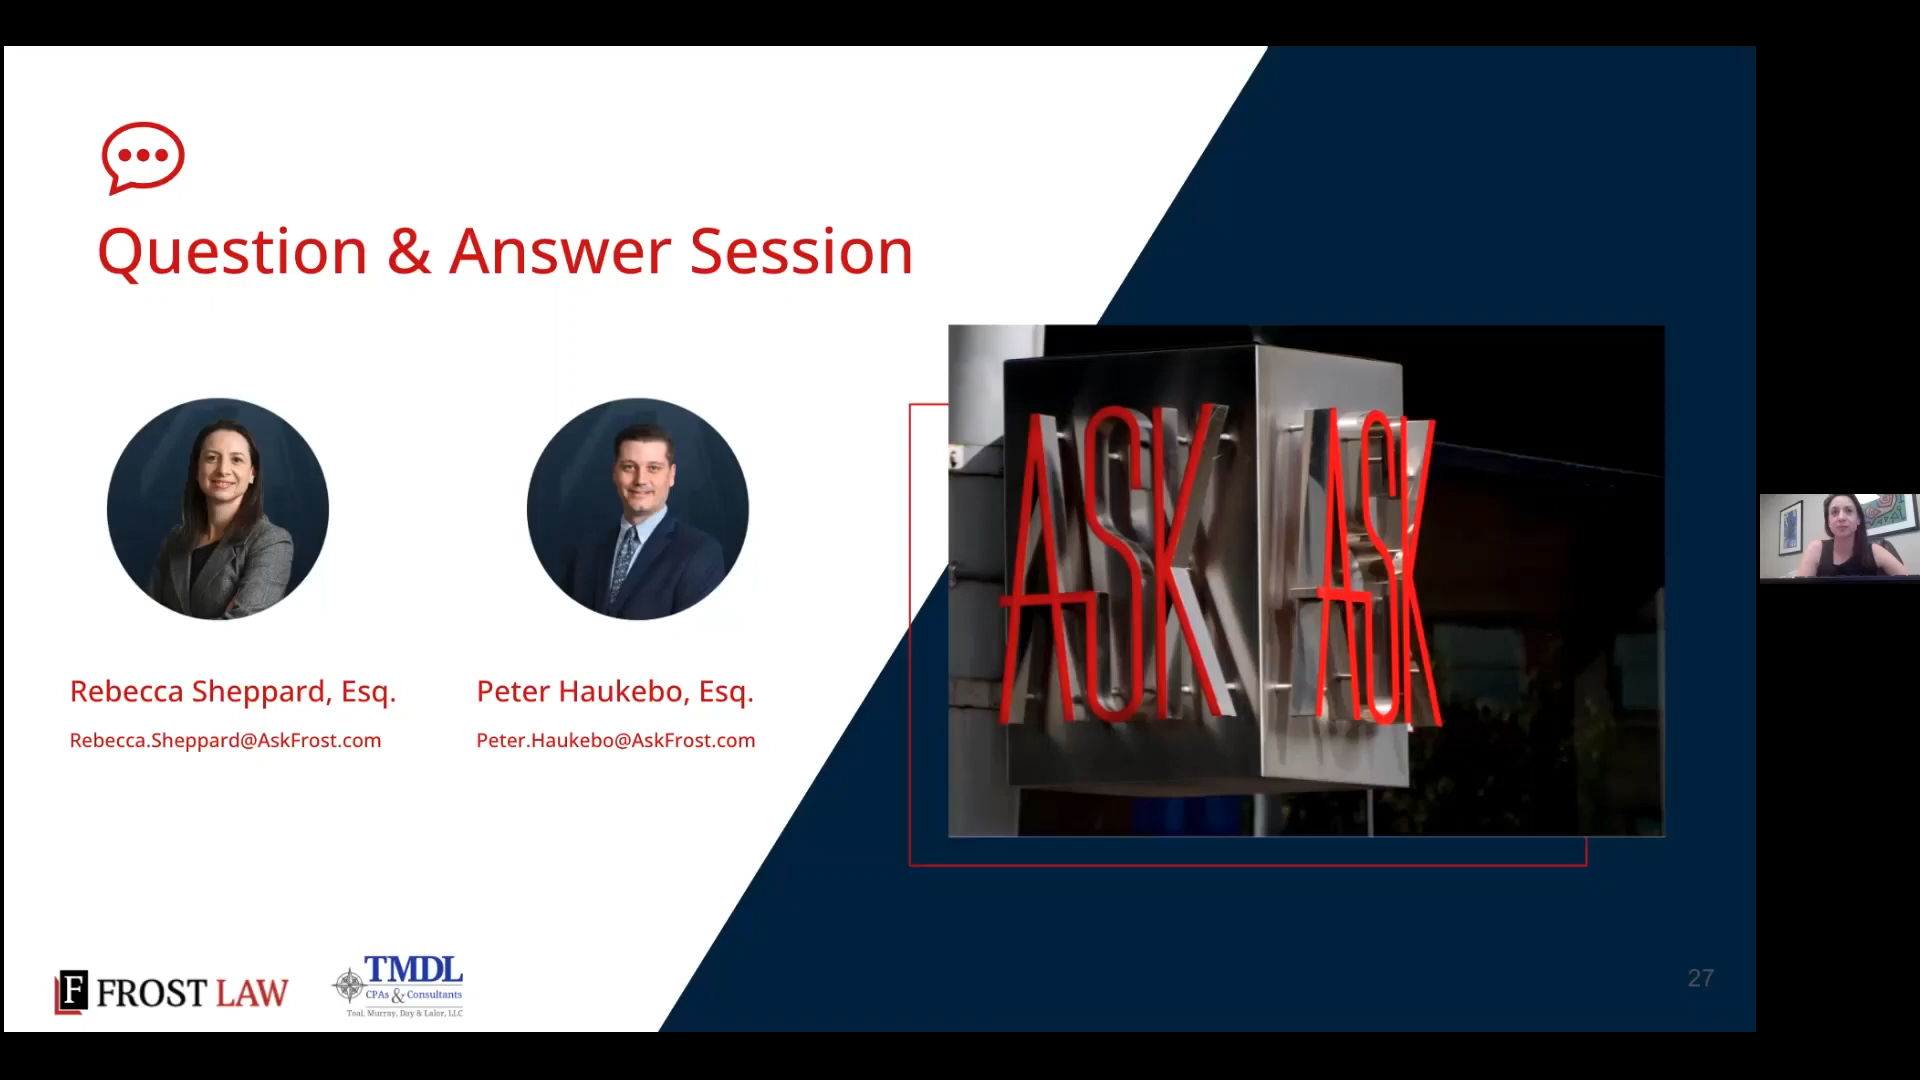 Question & Answer Session
ASK ASK
Rebecca Sheppard, Esq.
Rebecca.Sheppard@AskFrost.com
Peter Haukebo, Esq.
Peter.Haukebo@AskFrost.com
F FROST LAW
TMDL
CPAs & Consultants
Teal, Murray, Day & Lalor, LLC
27